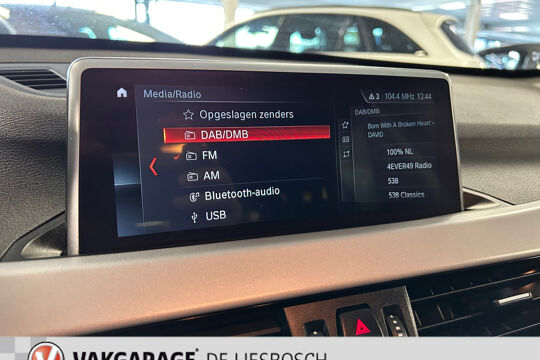 Media/Radio
3 104.4 MHz 13:44
Opgeslagen zenders
DAB/DMB
FM
AM
Bluetooth-audio
USB
DAB/DMB
Born With A Broken Heart -
DAVID
100% NL
4EVER49 Radio
538
538 Classics
VAKGARAGE DE LIESBOSCH